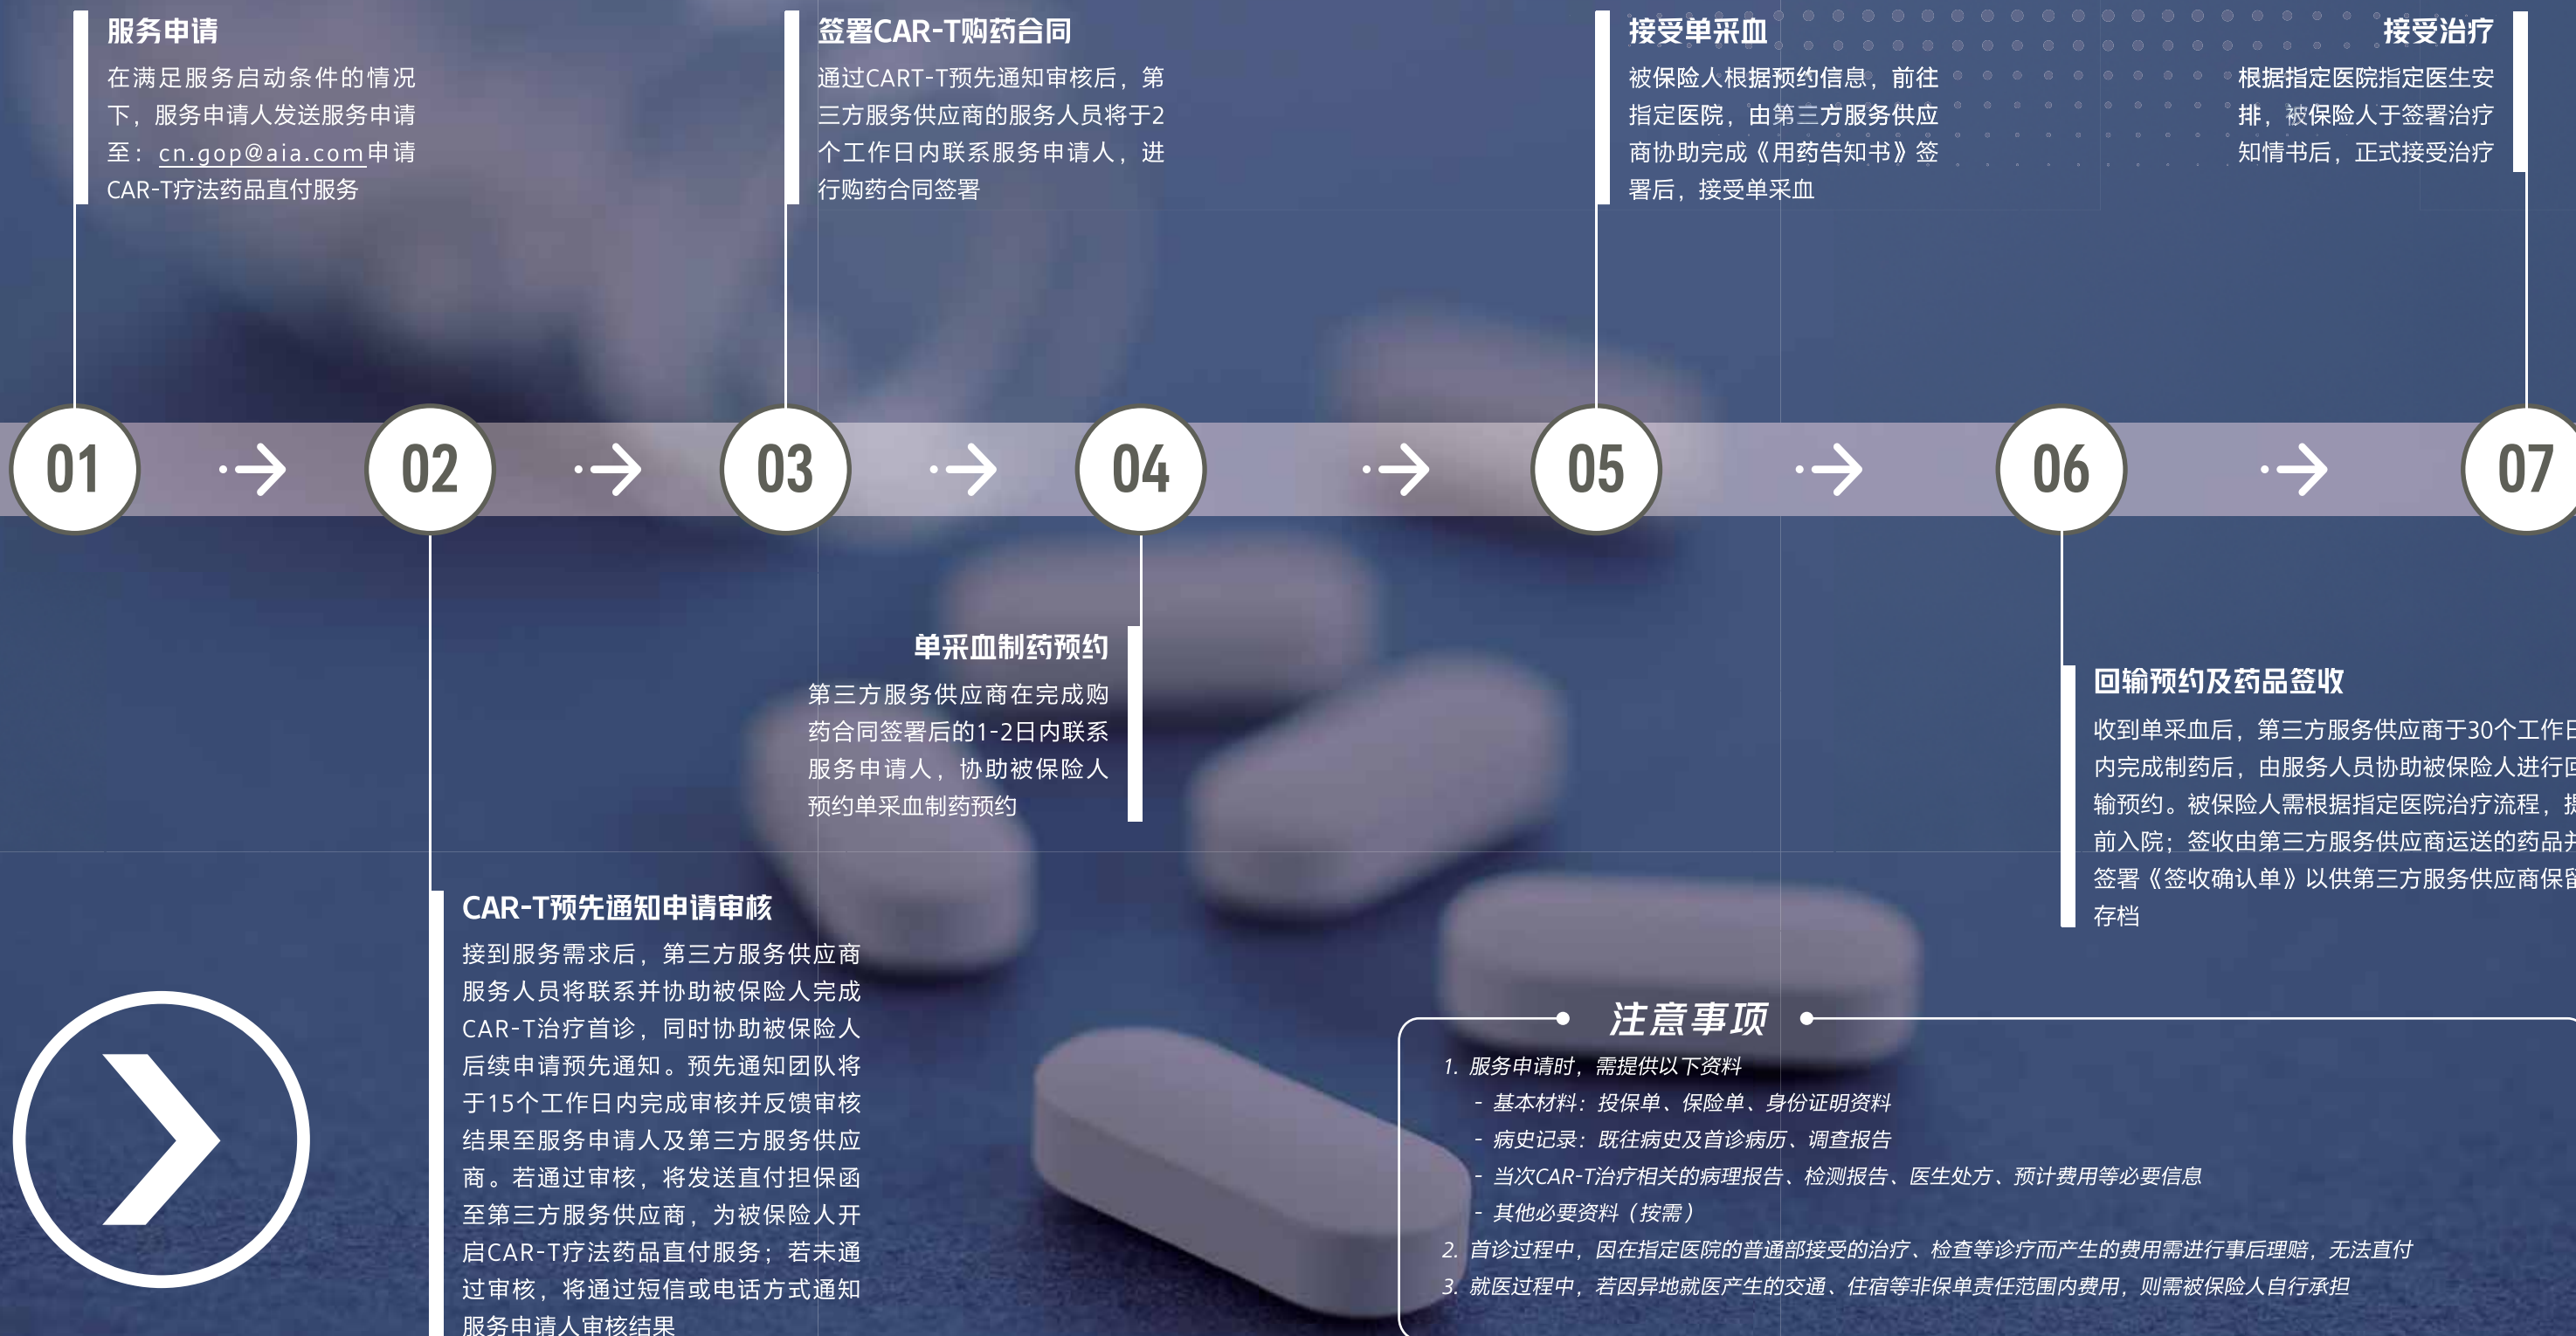 服务申请
在满足服务启动条件的情况
下，服务申请人发送服务申请
至：cn.gop@aia.com申请
CAR-T疗法药品直付服务
签署CAR-T购药合同
通过CART-T预先通知审核后，第
三方服务供应商的服务人员将于2
个工作日内联系服务申请人，进
行购药合同签署
接受单采血
被保险人根据预约信息，前往
指定医院，由第三方服务供应
商协助完成《用药告知书》签
署后，接受单采血
接受治疗
根据指定医院指定医生安
排，被保险人于签署治疗
知情书后，正式接受治疗
01
02
03
04
05
06
07
单采血制药预约
第三方服务供应商在完成购
药合同签署后的1-2日内联系
服务申请人，协助被保险人
预约单采血制药预约
回输预约及药品签收
收到单采血后，第三方服务供应商于30个工作日
内完成制药后，由服务人员协助被保险人进行回
输预约。被保险人需根据指定医院治疗流程，提
前入院；签收由第三方服务供应商运送的药品并
签署《签收确认单》以供第三方服务供应商保留
存档
CAR-T预先通知申请审核
接到服务需求后，第三方服务供应商
服务人员将联系并协助被保险人完成
CAR-T治疗首诊，同时协助被保险人
后续申请预先通知。预先通知团队将
于15个工作日内完成审核并反馈审核
结果至服务申请人及第三方服务供应
商。若通过审核，将发送直付担保函
至第三方服务供应商，为被保险人开
启CAR-T疗法药品直付服务；若未通
过审核，将通过短信或电话方式通知
服务申请人审核结果
注意事项
1. 服务申请时，需提供以下资料
- 基本材料：投保单、保险单、身份证明资料
- 病史记录：既往病史及首诊病历、调查报告
- 当次CAR-T治疗相关的病理报告、检测报告、医生处方、预计费用等必要信息
- 其他必要资料（按需）
2. 首诊过程中，因在指定医院的普通部接受的治疗、检查等诊疗而产生的费用需进行事后理赔，无法直付
3. 就医过程中，若因异地就医产生的交通、住宿等非保单责任范围内费用，则需被保险人自行承担